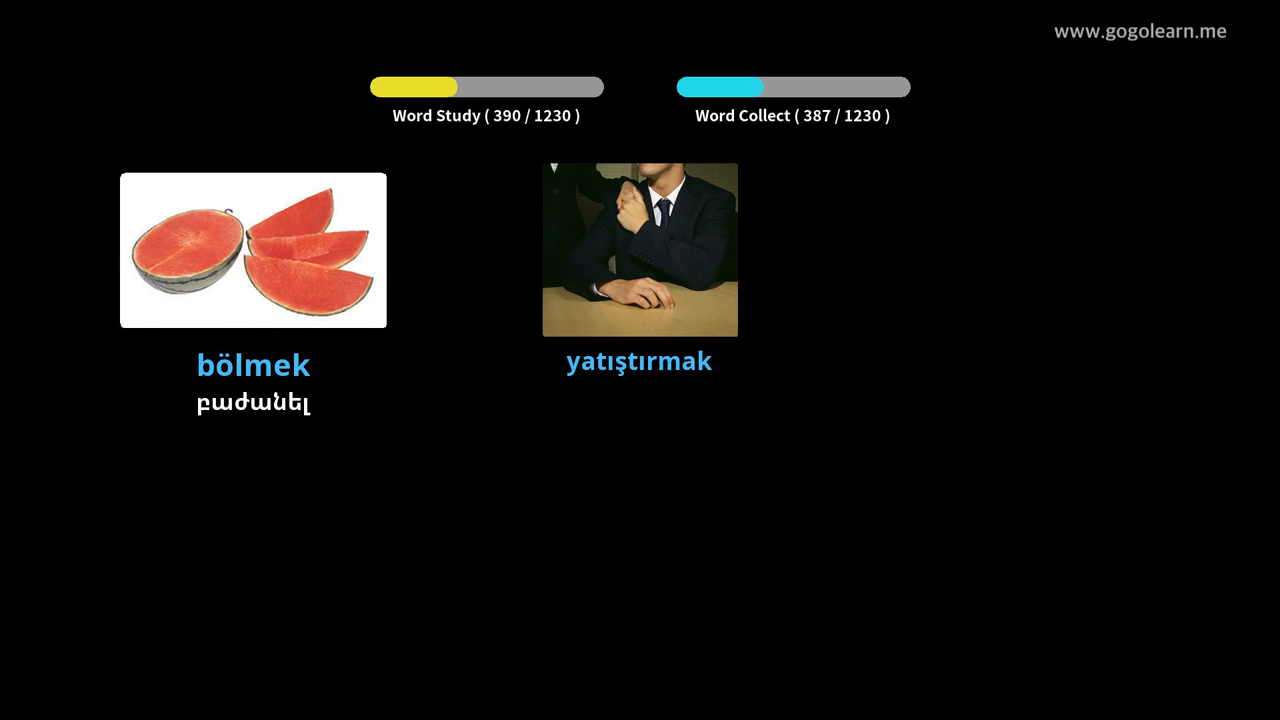 www.gogolearn.me
Word Study ( 390 / 1230 )
Word Collect ( 387 / 1230 )
bölmek
բաժանել
yatıştırmak